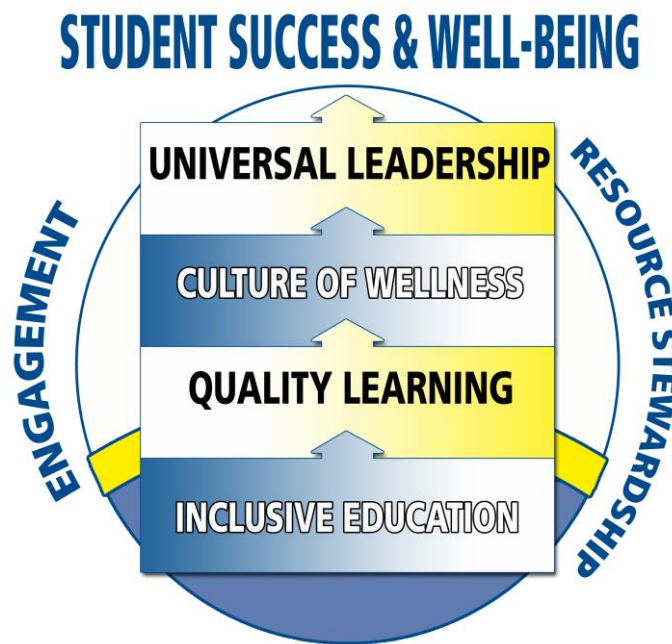 STUDENT SUCCESS & WELL-BEING
UNIVERSAL LEADERSHIP
CULTURE OF WELLNESS
QUALITY LEARNING
INCLUSIVE EDUCATION
ENGAGEMENT
RESOURCE STEWARDSHIP